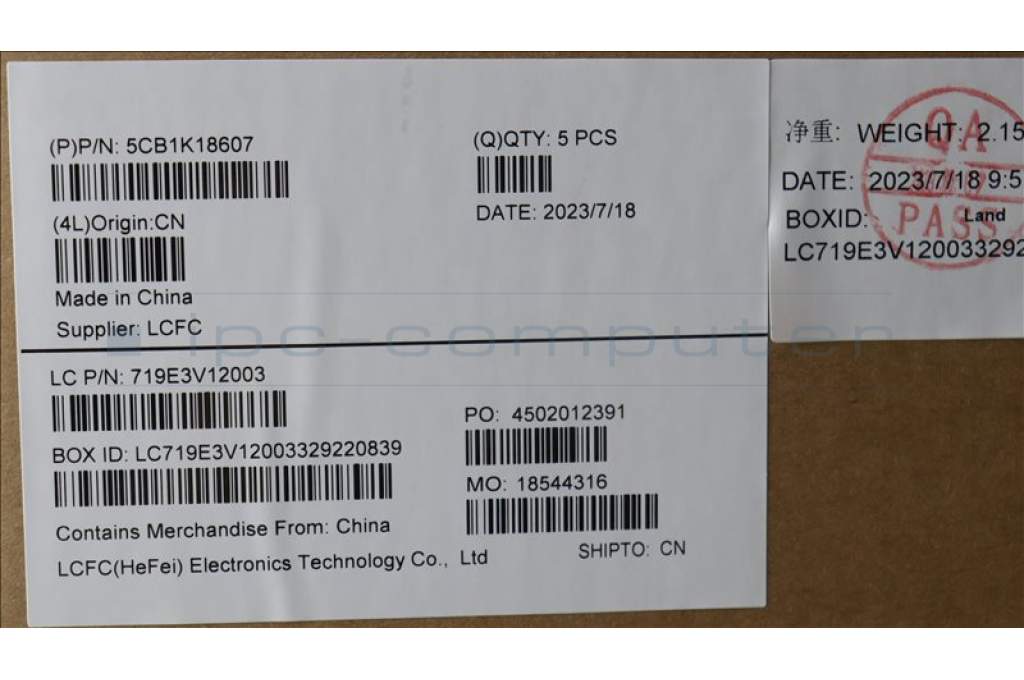 (P)P/N: 5CB1K18607
(Q)QTY: 5 PCS
(4L)Origin:CN
DATE: 2023/7/18
Made in China
Supplier: LCFC
LC P/N: 719E3V12003
PO: 4502012391
BOX ID: LC719E3V12003329220839
MO: 18544316
Contains Merchandise From: China
SHIPTO: CN
LCFC(HeFei) Electronics Technology Co., Ltd
净重: WEIGHT: 2.15
DATE: 2023/7/18 9:5
BOXID: Land
LC719E3V120033292
QA
PASS
ipc-computer